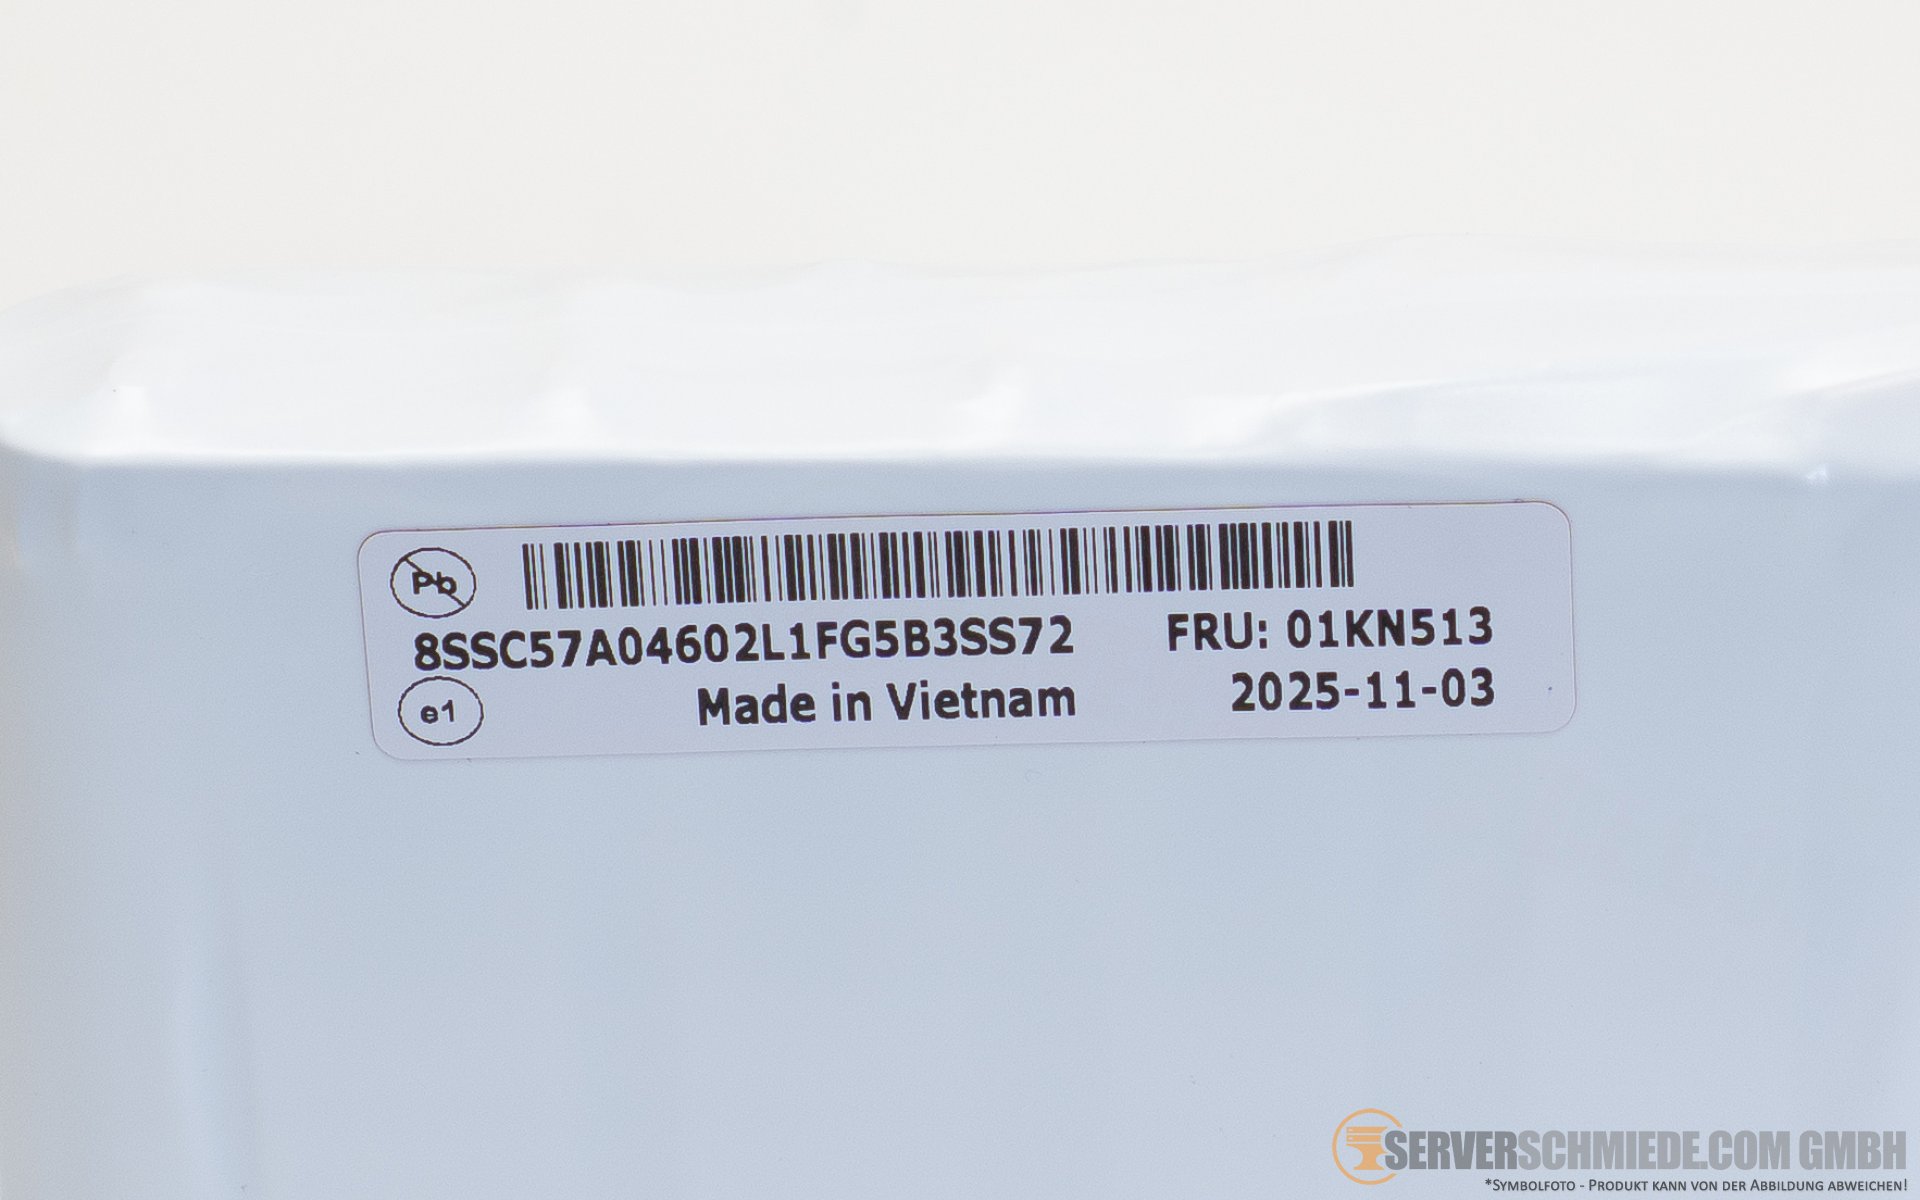 Pb
8SSC57A04602L1FG5B3SS72 FRU: 01KN513
e1 Made in Vietnam 2025-11-03
SERVERSCHMIEDE.COM GMBH
*Symbolfoto - Produkt kann von der Abbildung abweichen!